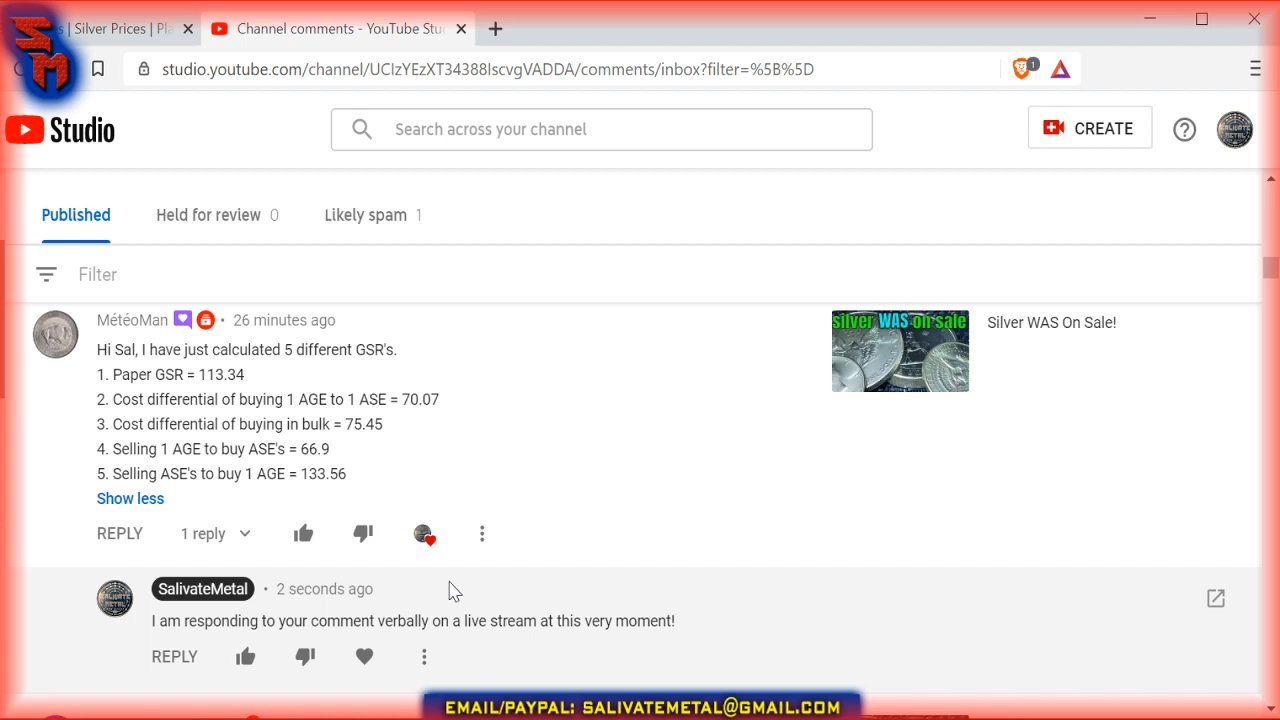 SM
s | Silver Prices | Pla
Channel comments - YouTube Stu
studio.youtube.com/channel/UCIzYEzXT34388IscvgVADDA/comments/inbox?filter=%5B%5D
1
Studio
Search across your channel
CREATE
Published
Held for review 0
Likely spam 1
Filter
MétéoMan • 26 minutes ago
Hi Sal, I have just calculated 5 different GSR's.
1. Paper GSR = 113.34
2. Cost differential of buying 1 AGE to 1 ASE = 70.07
3. Cost differential of buying in bulk = 75.45
4. Selling 1 AGE to buy ASE's = 66.9
5. Selling ASE's to buy 1 AGE = 133.56
Show less
REPLY 1 reply
silver WAS on sale
Silver WAS On Sale!
SalivateMetal • 2 seconds ago
I am responding to your comment verbally on a live stream at this very moment!
REPLY
EMAIL/PAYPAL: SALIVATEMETAL@GMAIL.COM